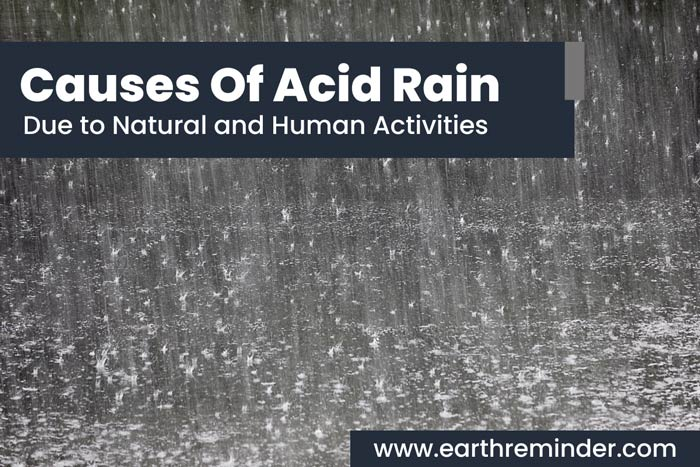 Causes Of Acid Rain
Due to Natural and Human Activities
www.earthreminder.com